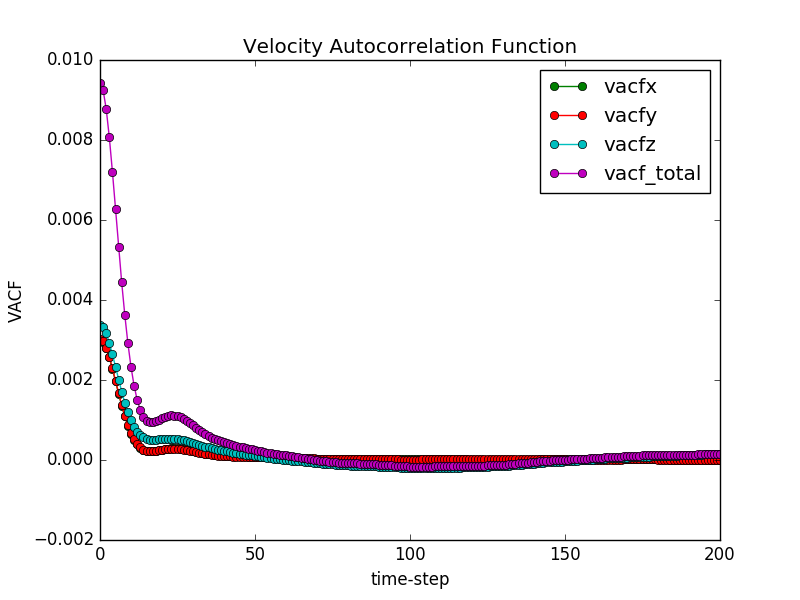 Velocity Autocorrelation Function
0.010
0.008
0.006
0.004
0.002
0.000
−0.002
VACF
vacfx
vacfy
vacfz
vacf_total
0
50
100
150
200
time-step